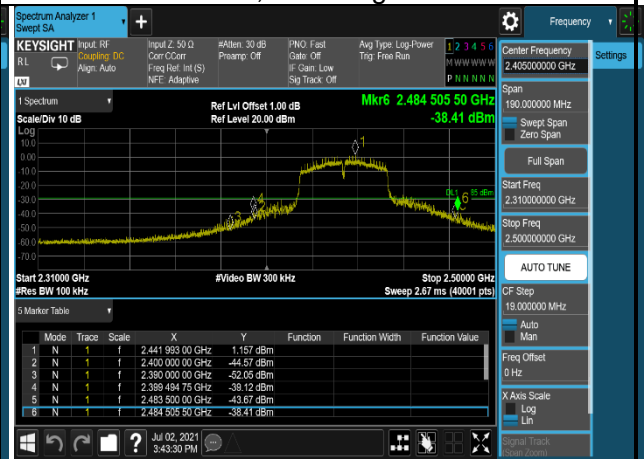 Spectrum Analyzer 1
Swept SA
Frequency
KEYSIGHT
RL
LXI
Input: RF
Coupling: DC
Align: Auto
Input Z: 50 Ω
Corr CCorr
Freq Ref: Int (S)
NFE: Adaptive
#Atten: 30 dB
Preamp: Off
PNO: Fast
Gate: Off
IF Gain: Low
Sig Track: Off
Avg Type: Log-Power
Trig: Free Run
1 2 3 4 5 6
M W W W W W
P N N N N N
Center Frequency
2.405000000 GHz
Settings
1 Spectrum
Scale/Div 10 dB
Ref Lvl Offset 1.00 dB
Ref Level 20.00 dBm
Mkr6 2.484 505 50 GHz
-38.41 dBm
Span
190.000000 MHz
Swept Span
Zero Span
Log
10.0
0.00
-10.0
-20.0
-30.0
-40.0
-50.0
-60.0
-70.0
1
4
3
6
Full Span
Start Freq
2.310000000 GHz
Stop Freq
2.500000000 GHz
AUTO TUNE
Start 2.31000 GHz
#Res BW 100 kHz
#Video BW 300 kHz
Stop 2.50000 GHz
Sweep 2.67 ms (40001 pts)
CF Step
19.000000 MHz
Auto
Man
5 Marker Table
Mode Trace Scale X Y Function Function Width Function Value
1 N 1 f 2.441 993 00 GHz 1.157 dBm
2 N 1 f 2.400 000 00 GHz -44.57 dBm
3 N 1 f 2.390 000 00 GHz -52.05 dBm
4 N 1 f 2.399 494 75 GHz -39.12 dBm
5 N 1 f 2.483 500 00 GHz -43.67 dBm
6 N 1 f 2.484 505 50 GHz -38.41 dBm
Freq Offset
0 Hz
X Axis Scale
Log
Lin
Signal Track
(Span Zoom)
Jul 02, 2021
3:43:30 PM